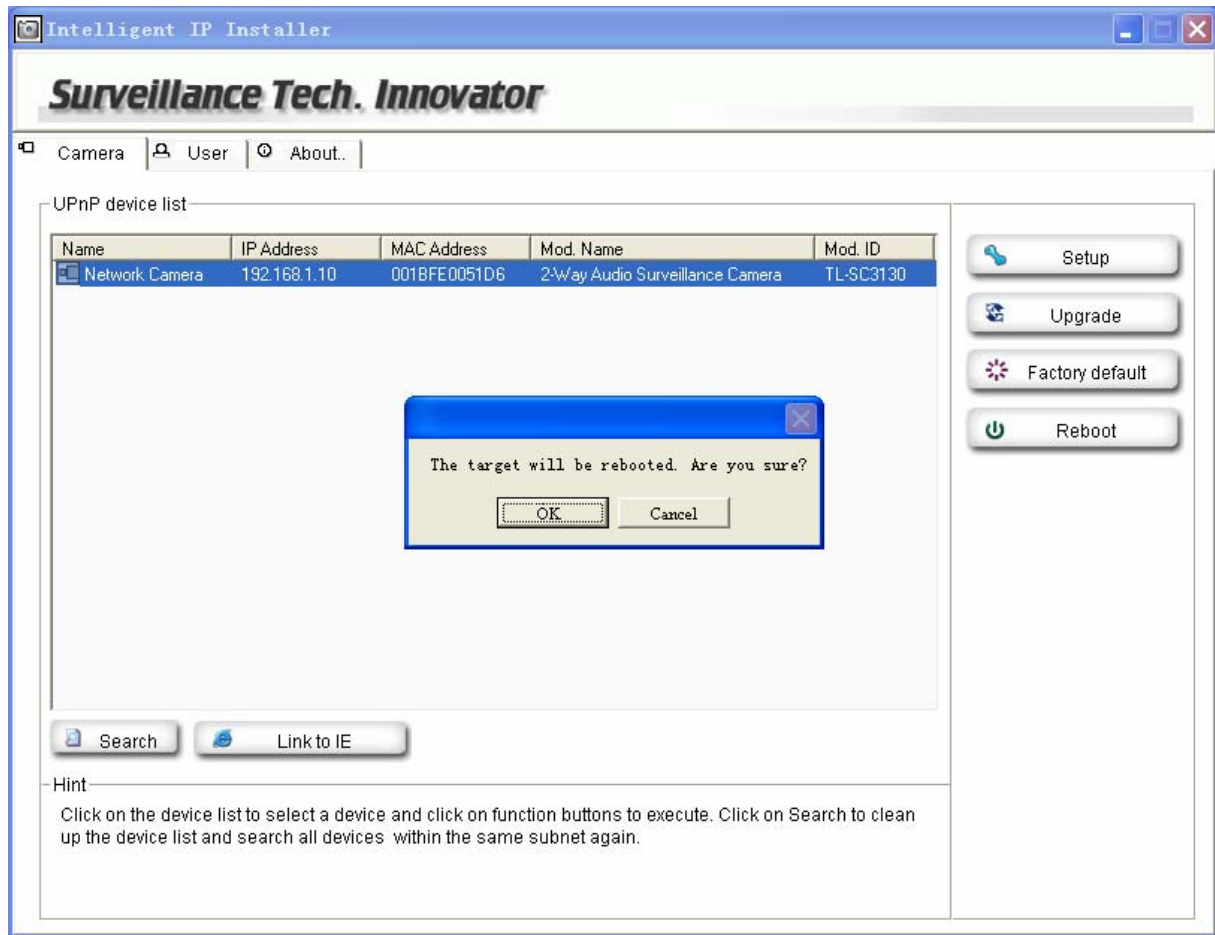 Intelligent IP Installer
Surveillance Tech. Innovator
Camera User About..
UPnP device list
Name IP Address MAC Address Mod. Name Mod. ID
Network Camera 192.168.1.10 001BFE0051D6 2-Way Audio Surveillance Camera TL-SC3130
Setup
Upgrade
Factory default
Reboot
The target will be rebooted. Are you sure?
OK Cancel
Search Link to IE
Hint
Click on the device list to select a device and click on function buttons to execute. Click on Search to clean
up the device list and search all devices within the same subnet again.